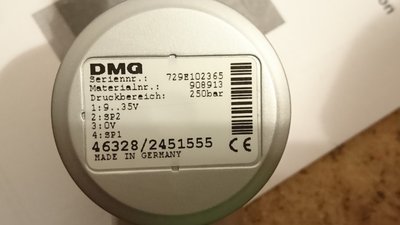 DMG
Seriennr.: 729E102365
Materialnr.: 908913
Druckbereich: 250bar
1:9..35V
2:SP2
3:0V
4:SP1
46328/2451555
MADE IN GERMANY CE